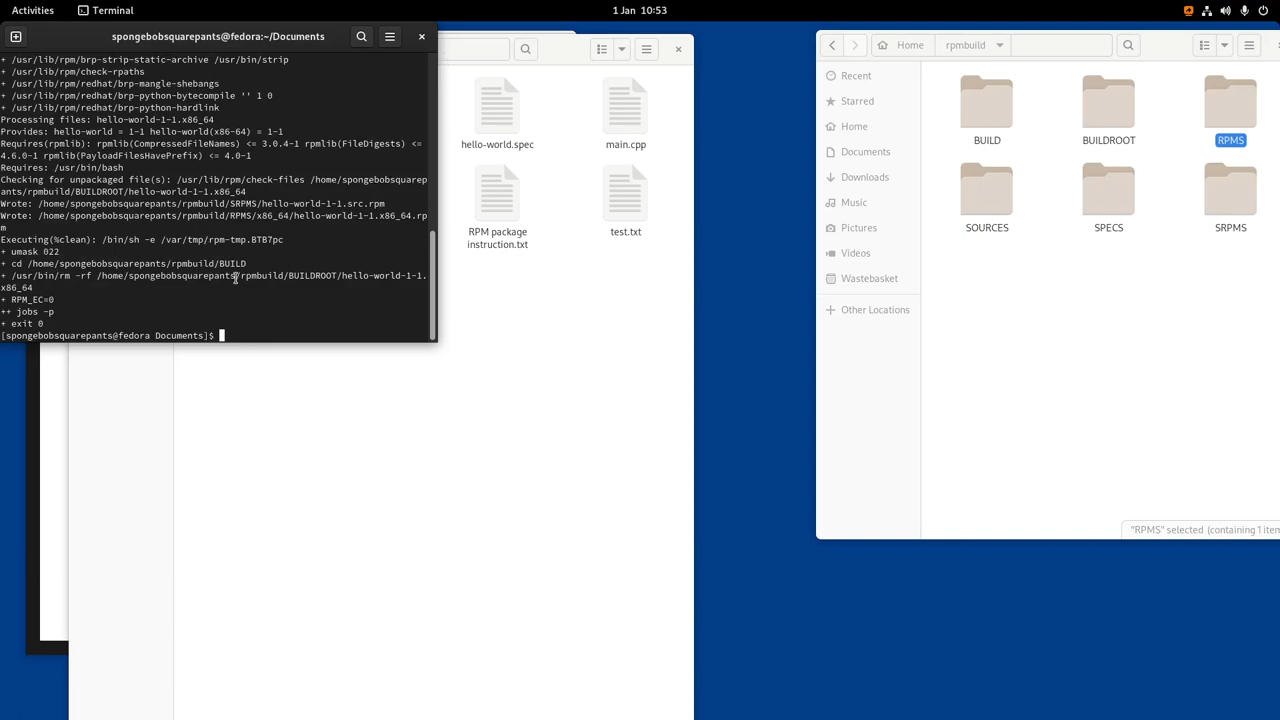 Activities
Terminal
1 Jan 10:53
spongebobsquarepants@fedora:~/Documents
+ /usr/lib/rpm/brp-strip-static-archive /usr/bin/strip
+ /usr/lib/rpm/check-rpaths
+ /usr/lib/rpm/redhat/brp-mangle-shebangs
+ /usr/lib/rpm/redhat/brp-python-bytecompile '' 1 0
+ /usr/lib/rpm/redhat/brp-python-hardlink
Processing files: hello-world-1-1.x86_64
Provides: hello-world = 1-1 hello-world(x86-64) = 1-1
Requires(rpmlib): rpmlib(CompressedFileNames) <= 3.0.4-1 rpmlib(FileDigests) <=
4.6.0-1 rpmlib(PayloadFilesHavePrefix) <= 4.0-1
Requires: /usr/bin/bash
Checking for unpackaged file(s): /usr/lib/rpm/check-files /home/spongebobsquarep
ants/rpmbuild/BUILDROOT/hello-world-1-1.x86_64
Wrote: /home/spongebobsquarepants/rpmbuild/SRPMS/hello-world-1-1.src.rpm
Wrote: /home/spongebobsquarepants/rpmbuild/RPMS/x86_64/hello-world-1-1.x86_64.rp
m
Executing(%clean): /bin/sh -e /var/tmp/rpm-tmp.BTB7pc
+ umask 022
+ cd /home/spongebobsquarepants/rpmbuild/BUILD
+ /usr/bin/rm -rf /home/spongebobsquarepants/rpmbuild/BUILDROOT/hello-world-1-1.
x86_64
+ RPM_EC=0
++ jobs -p
+ exit 0
[spongebobsquarepants@fedora Documents]$
hello-world.spec
main.cpp
RPM package
instruction.txt
test.txt
Home
rpmbuild
Recent
Starred
Home
Documents
Downloads
Music
Pictures
Videos
Wastebasket
Other Locations
BUILD
BUILDROOT
RPMS
SOURCES
SPECS
SRPMS
"RPMS" selected (containing 1 item